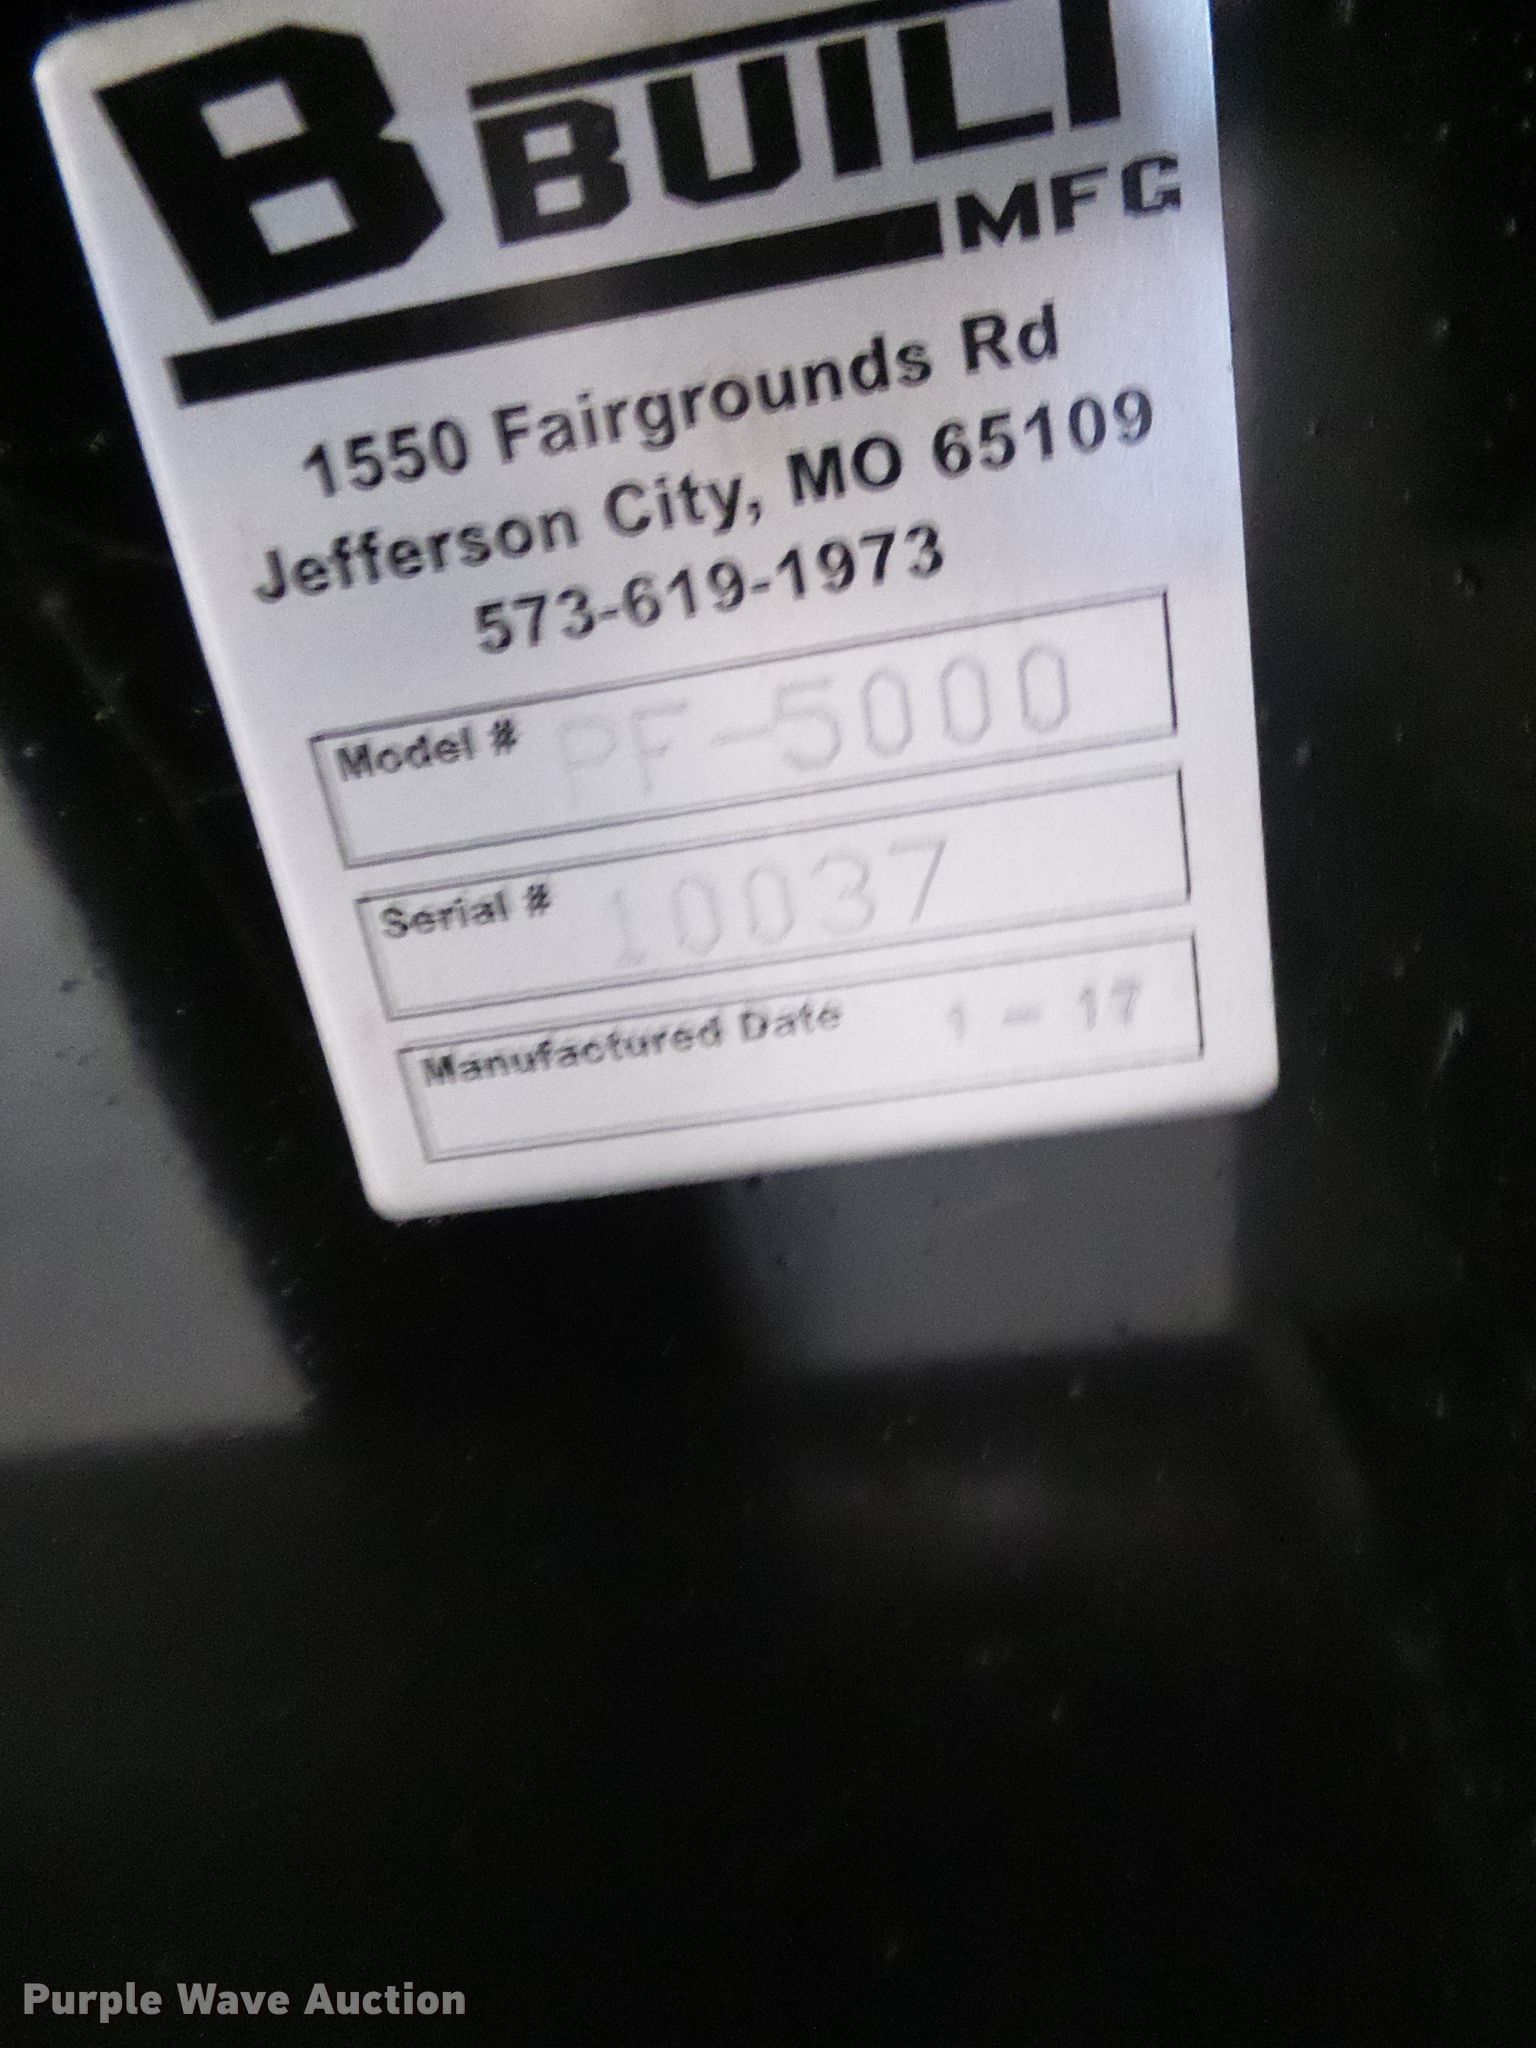 B BUILT
MFG
1550 Fairgrounds Rd
Jefferson City, MO 65109
573-619-1973
Model # PF-5000
Serial # 10037
Manufactured Date 1-17
Purple Wave Auction